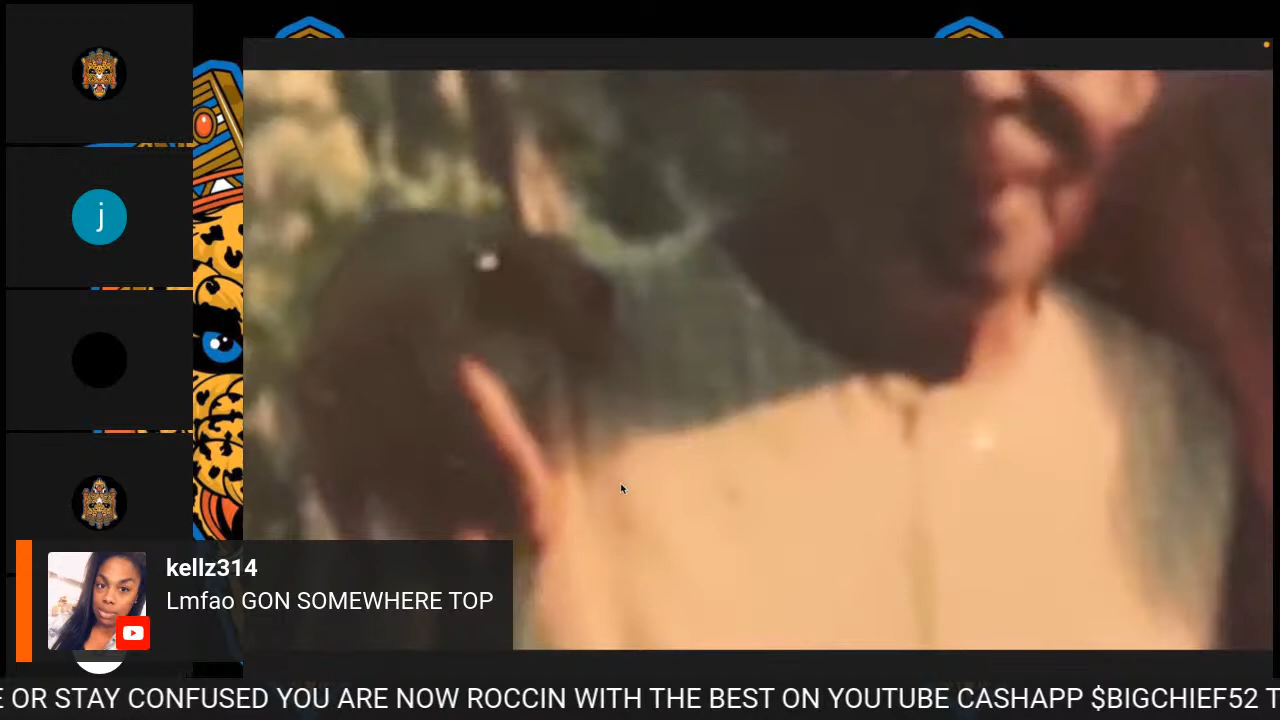 j
kellz314
Lmfao GON SOMEWHERE TOP
E OR STAY CONFUSED YOU ARE NOW ROCCIN WITH THE BEST ON YOUTUBE CASHAPP $BIGCHIEF52 T